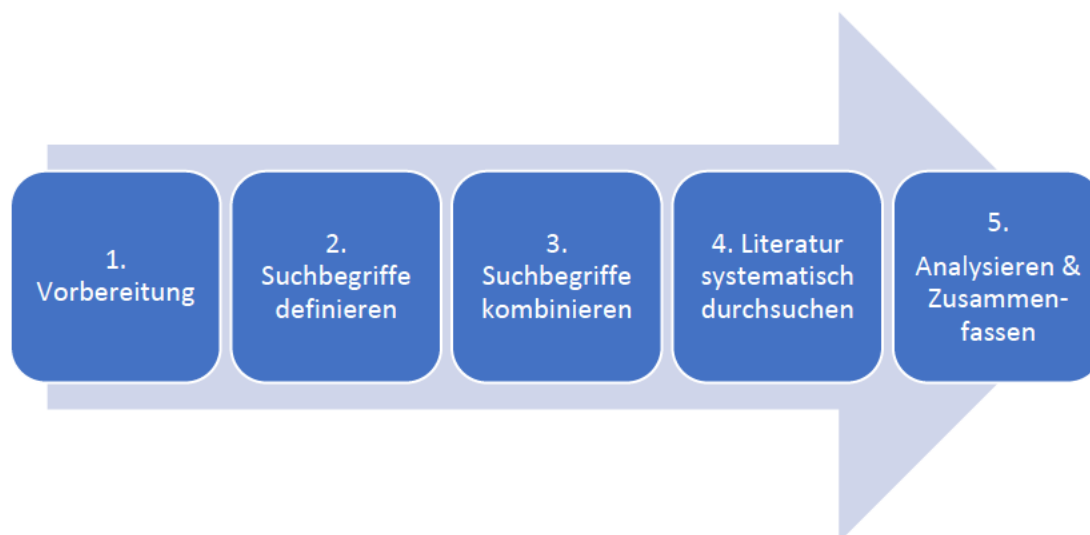 1.
Vorbereitung
2.
Suchbegriffe
definieren
3.
Suchbegriffe
kombinieren
4. Literatur
systematisch
durchsuchen
5.
Analysieren &
Zusammen-
fassen